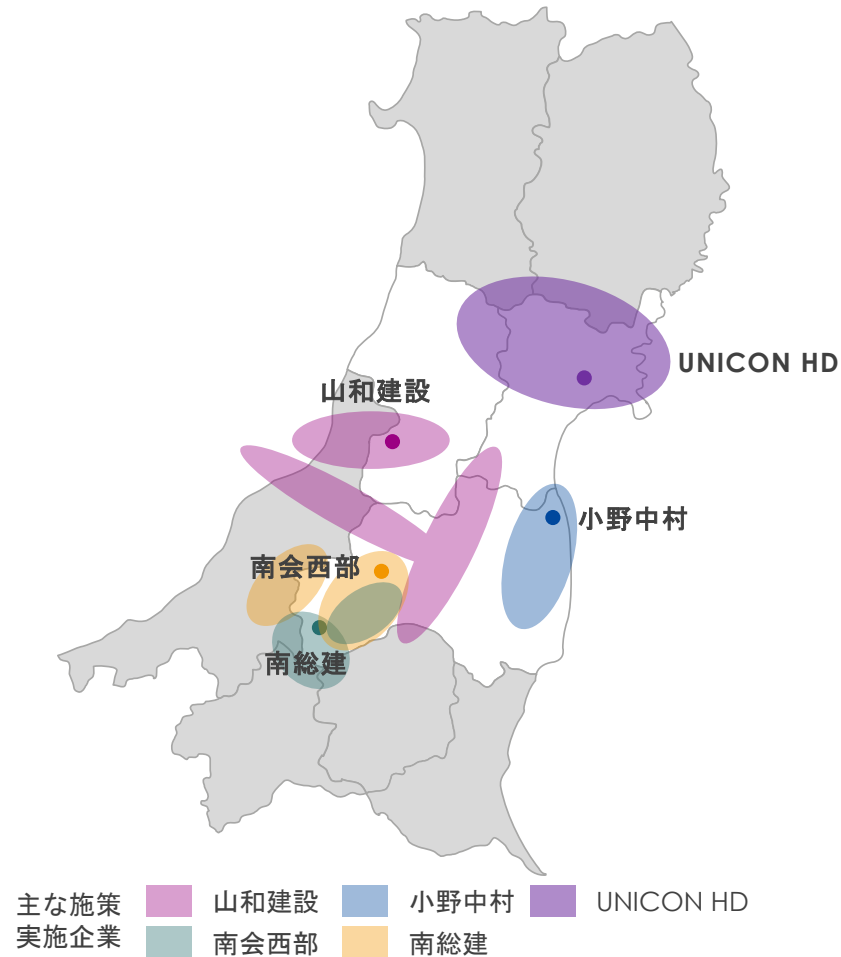 UNICON HD
山和建設
小野中村
南会西部
南総建
主な施策
実施企業
山和建設
小野中村
UNICON HD
南会西部
南総建